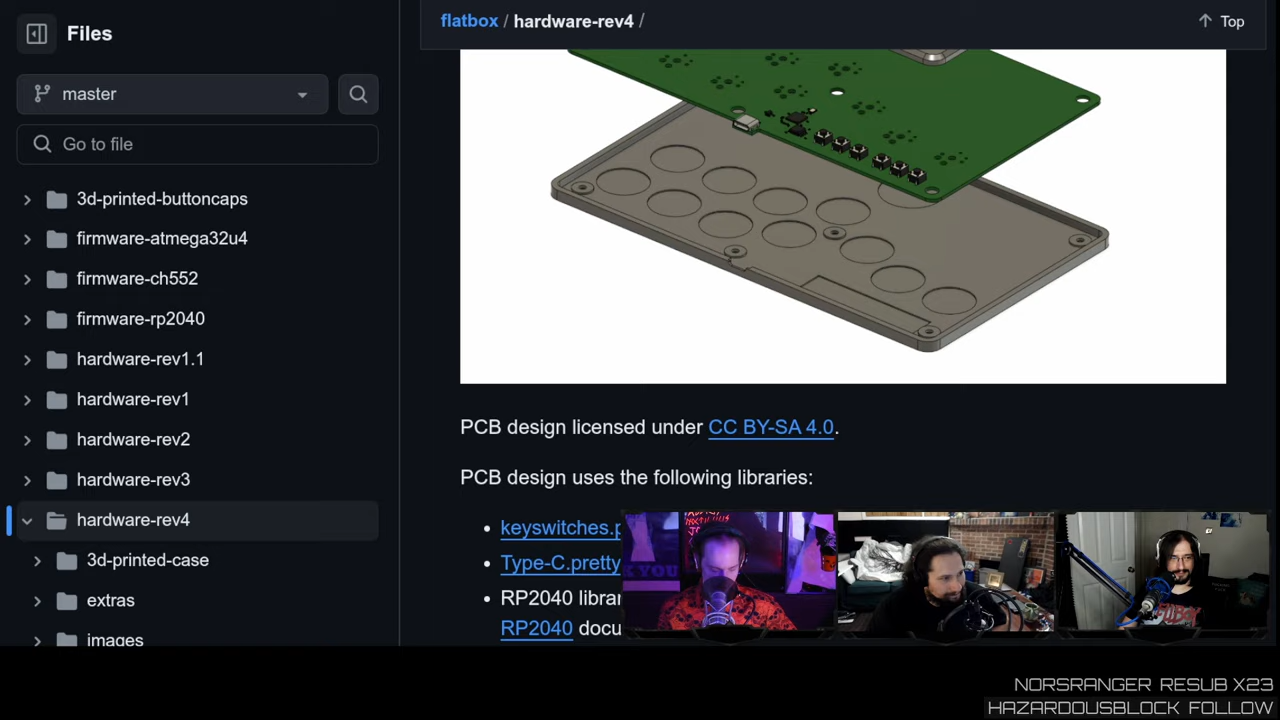 Files
flatbox / hardware-rev4 /
Top
master
Go to file
3d-printed-buttoncaps
firmware-atmega32u4
firmware-ch552
firmware-rp2040
hardware-rev1.1
hardware-rev1
hardware-rev2
hardware-rev3
hardware-rev4
3d-printed-case
extras
images
PCB design licensed under CC BY-SA 4.0.
PCB design uses the following libraries:
keyswitches.p
Type-C.pretty
RP2040 librar
RP2040 docu
NORSRANGER RESUB X23
HAZARDOUSBLOCK FOLLOW